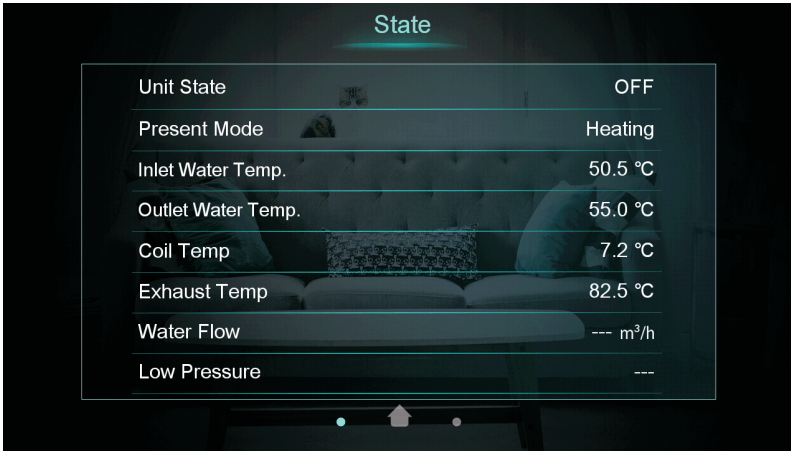 State
Unit State OFF
Present Mode Heating
Inlet Water Temp. 50.5 ℃
Outlet Water Temp. 55.0 ℃
Coil Temp 7.2 ℃
Exhaust Temp 82.5 ℃
Water Flow --- m³/h
Low Pressure ---